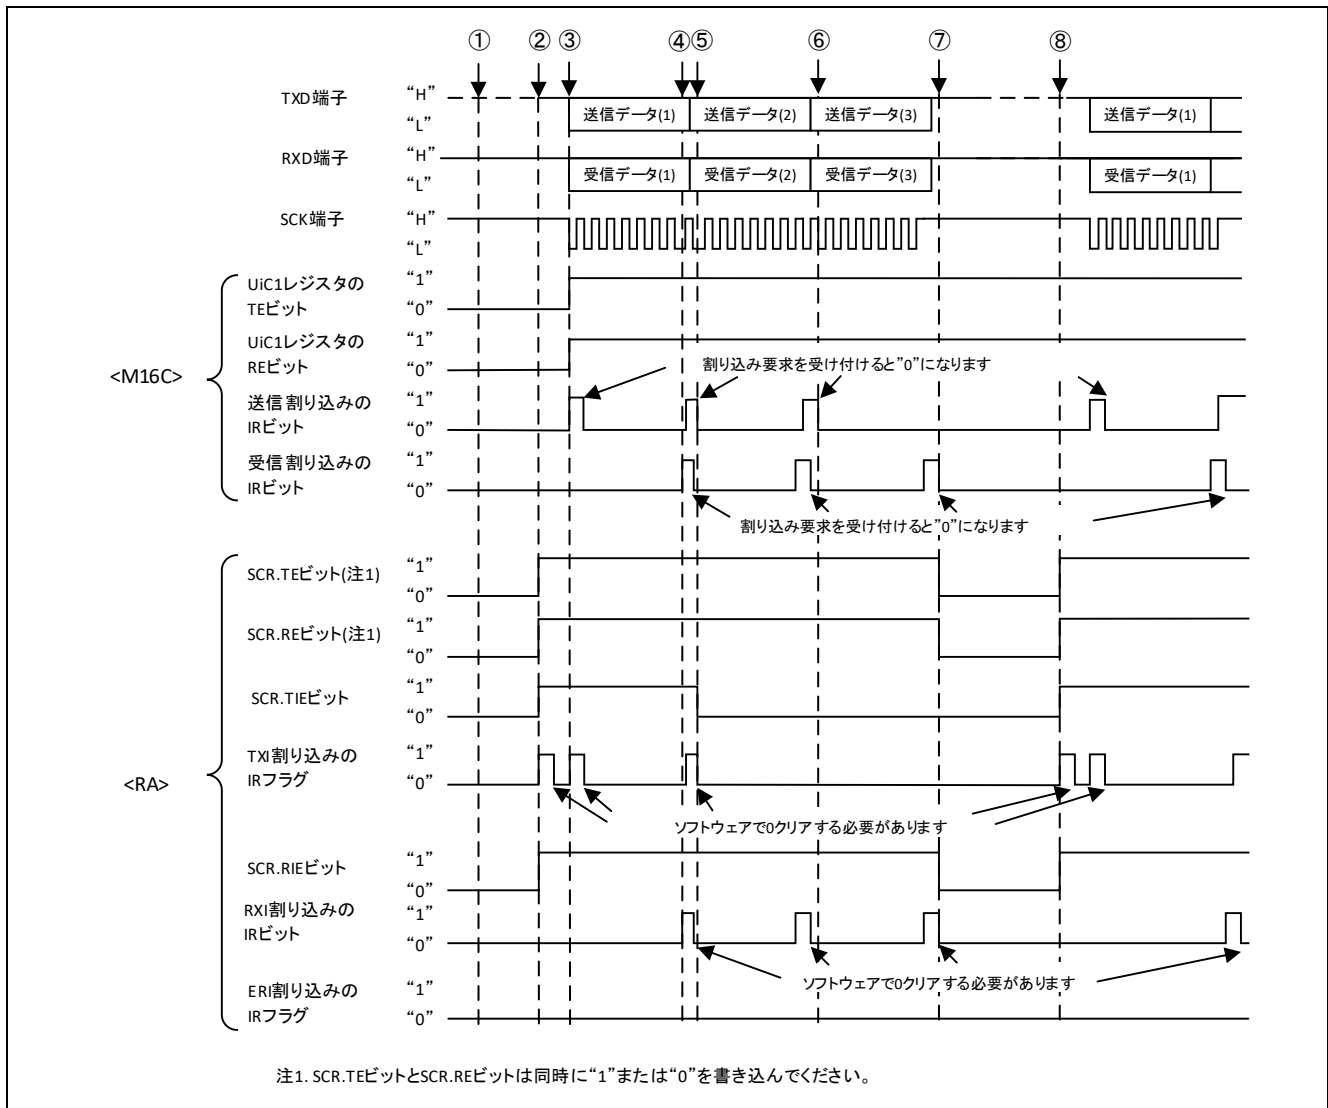 ① ② ③ ④ ⑤ ⑥ ⑦ ⑧
TXD端子 “H”
“L”
送信データ(1) 送信データ(2) 送信データ(3) 送信データ(1)
RXD端子 “H”
“L”
受信データ(1) 受信データ(2) 受信データ(3) 受信データ(1)
SCK端子 “H”
“L”
<M16C>
UiC1レジスタの “1”
TEビット “0”
UiC1レジスタの “1”
REビット “0”
割り込み要求を受け付けると”0”になります
送信割り込みの “1”
IRビット “0”
受信割り込みの “1”
IRビット “0”
割り込み要求を受け付けると”0”になります
<RA>
SCR.TEビット(注1) “1”
“0”
SCR.REビット(注1) “1”
“0”
SCR.TIEビット “1”
“0”
TXI割り込みの “1”
IRフラグ “0”
ソフトウェアで0クリアする必要があります
SCR.RIEビット “1”
“0”
RXI割り込みの “1”
IRビット “0”
ソフトウェアで0クリアする必要があります
ERI割り込みの “1”
IRフラグ “0”
注1. SCR.TEビットとSCR.REビットは同時に“1”または“0”を書き込んでください。